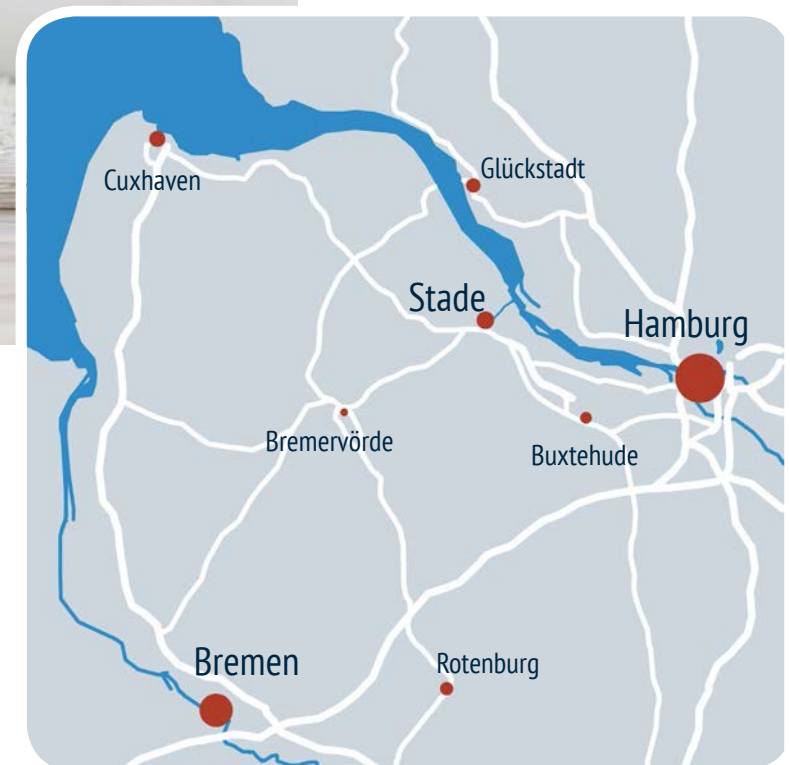 Glückstadt
Cuxhaven
Stade
Hamburg
Bremervörde
Buxtehude
Bremen
Rotenburg